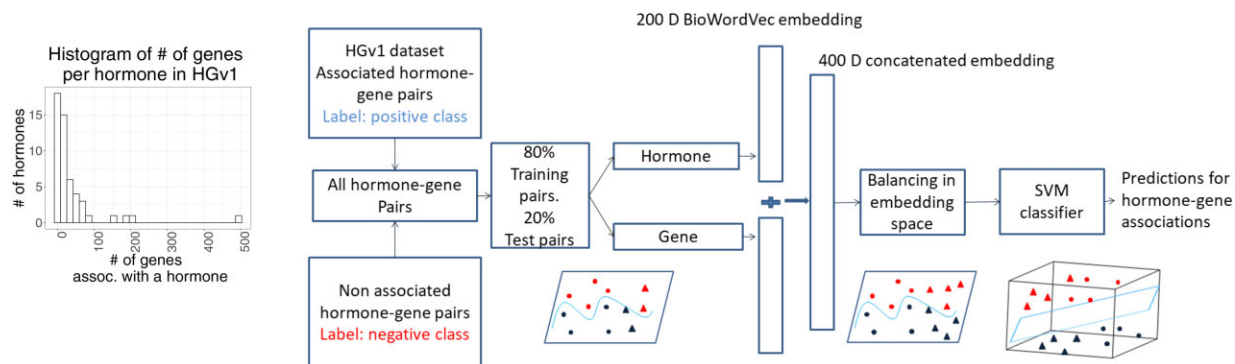 Histogram of # of genes
per hormone in HGv1
# of hormones
15
10
5
0
0
100
200
300
400
500
# of genes
assoc. with a hormone
HGv1 dataset
Associated hormone-
gene pairs
Label: positive class
All hormone-gene
Pairs
Non associated
hormone-gene pairs
Label: negative class
80%
Training
pairs.
20%
Test pairs
Hormone
Gene
200 D BioWordVec embedding
+
400 D concatenated embedding
Balancing in
embedding
space
SVM
classifier
Predictions for
hormone-gene
associations